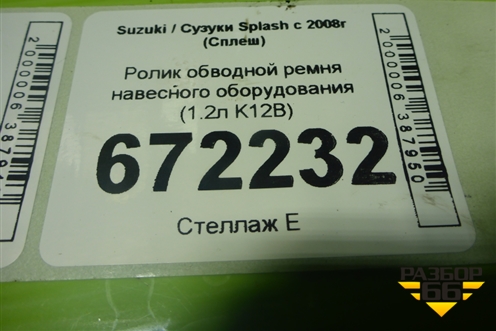 Suzuki / Сузуки Splash с 2008г
(Сплеш)
Ролик обводной ремня
навесного оборудования
(1.2л K12B)
672232
Стеллаж Е
2000006387950
РАЗБОР
66